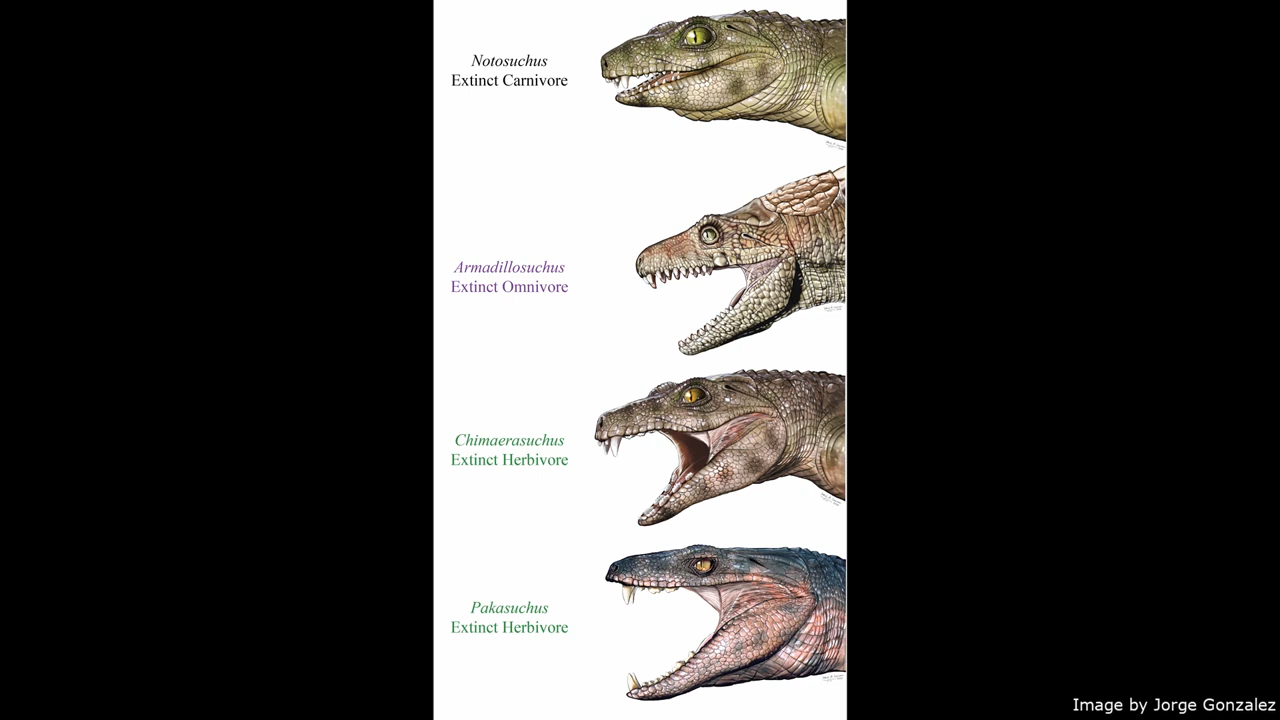 Notosuchus
Extinct Carnivore
Armadillosuchus
Extinct Omnivore
Chimaerasuchus
Extinct Herbivore
Pakasuchus
Extinct Herbivore
Image by Jorge Gonzalez